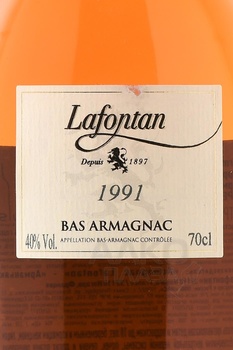 Lafontan
Depuis 1897
1991
BAS ARMAGNAC
APPELLATION BAS-ARMAGNAC CONTRÔLÉE
40% Vol. 70cl